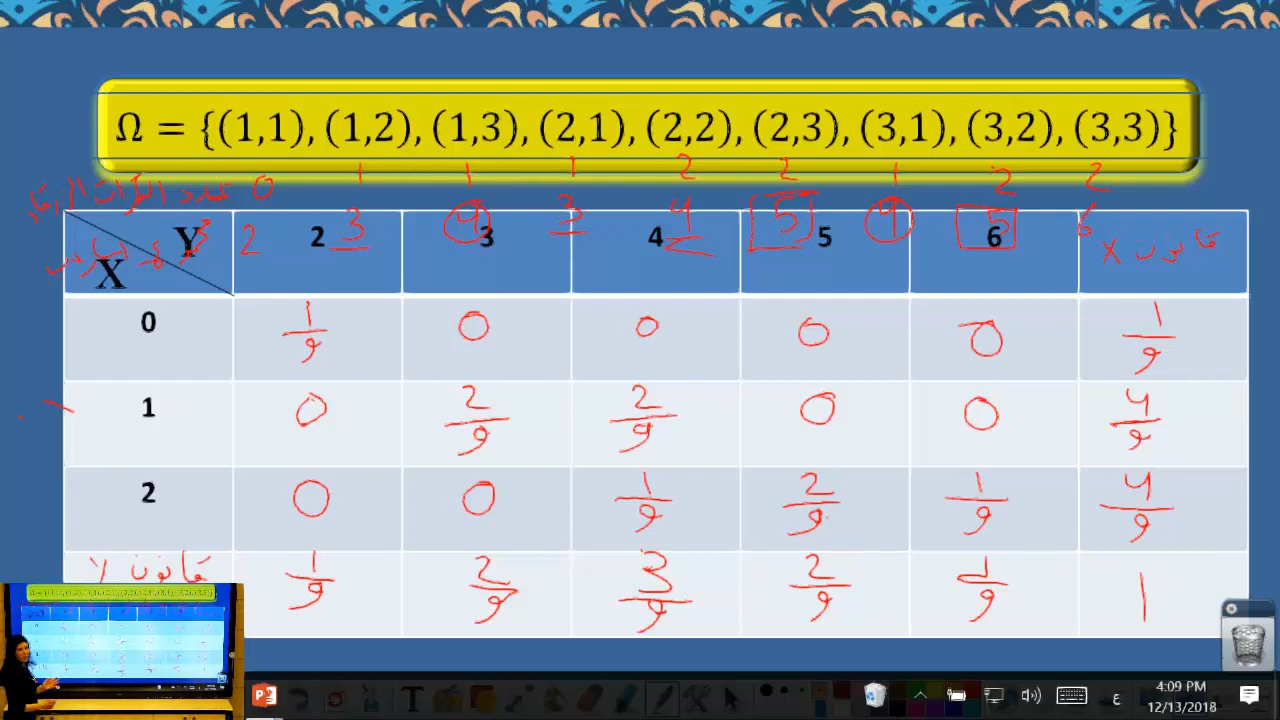 Ω = {(1,1), (1,2), (1,3), (2,1), (2,2), (2,3), (3,1), (3,2), (3,3)}
عدد الكرات 0 1 1 1 2 2 1 2 2
2 3 4 3 4 5 4 5 6
Y X 2 3 4 5 6 قانون X
0 1/9 0 0 0 0 1/9
1 0 2/9 2/9 0 0 4/9
2 0 0 1/9 2/9 1/9 4/9
قانون Y 1/9 2/9 3/9 2/9 1/9 1
ع 4:09 PM
12/13/2018